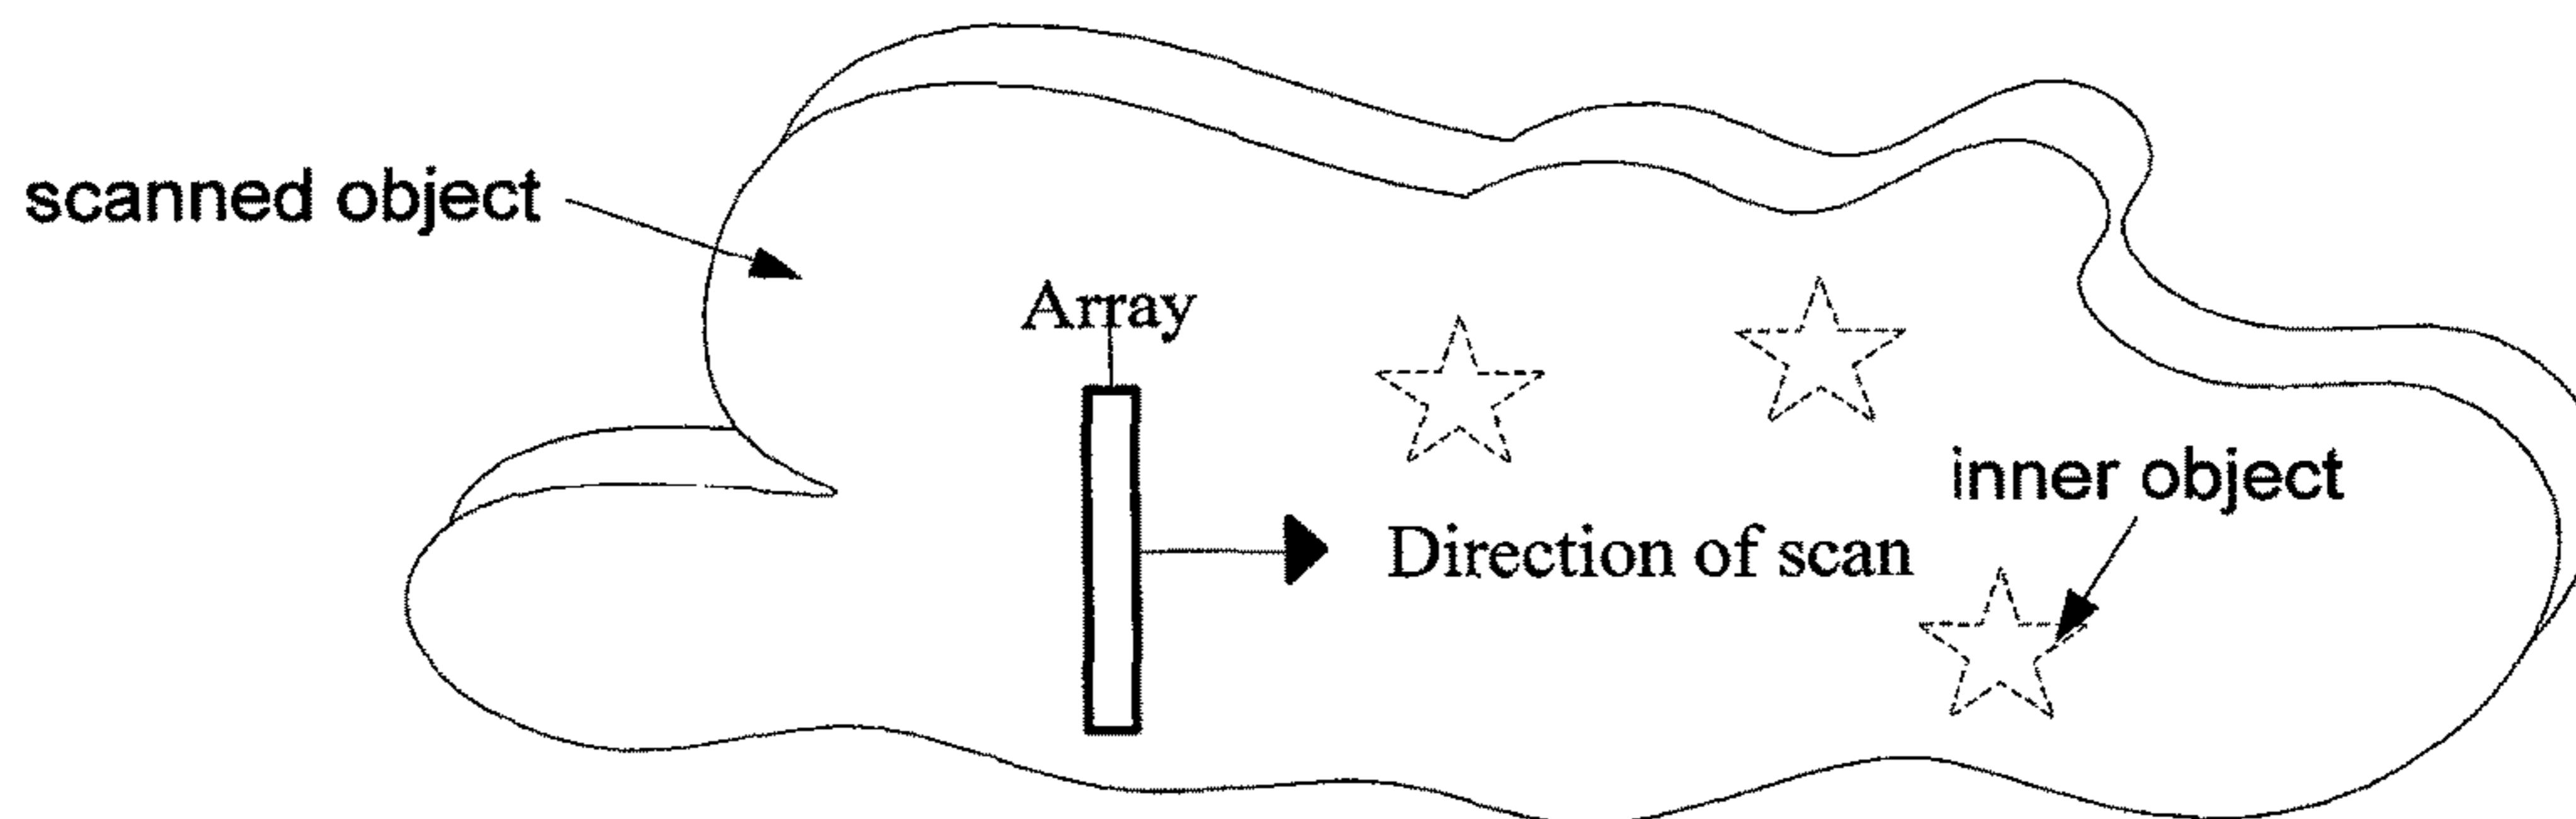 scanned object
Array
inner object
Direction of scan